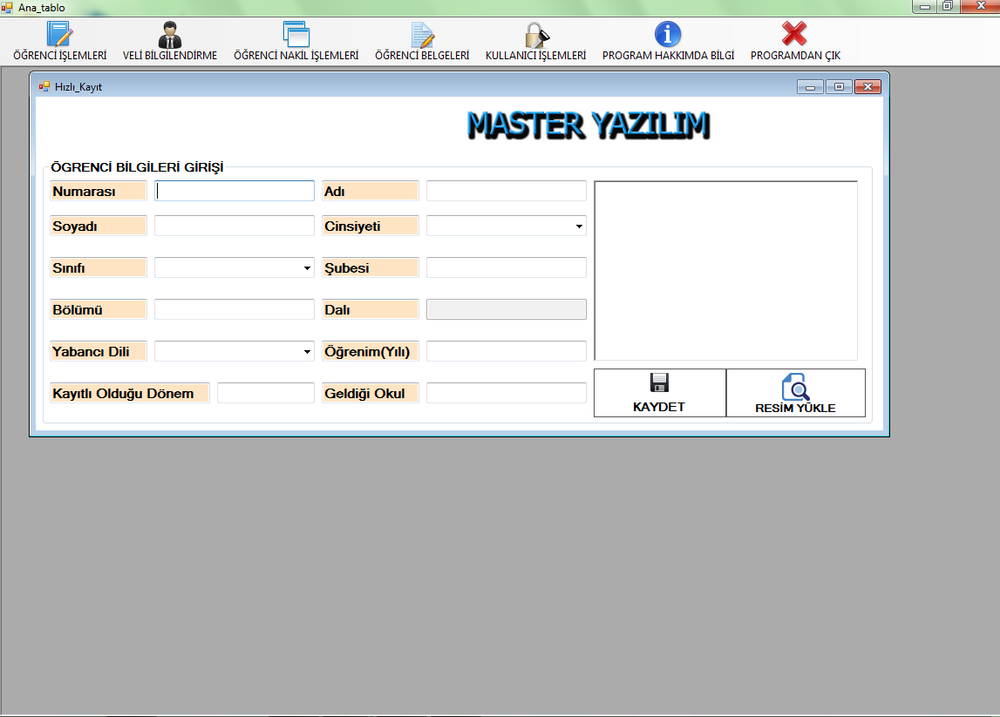 Ana_tablo
ÖĞRENCİ İŞLEMLERİ VELİ BİLGİLENDİRME ÖĞRENCİ NAKİL İŞLEMLERİ ÖĞRENCİ BELGELERİ KULLANICI İŞLEMLERİ PROGRAM HAKKIMDA BİLGİ PROGRAMDAN ÇIK
Hızlı_Kayıt
MASTER YAZILIM
ÖGRENCİ BİLGİLERİ GİRİŞİ
Numarası Adı
Soyadı Cinsiyeti
Sınıfı Şubesi
Bölümü Dalı
Yabancı Dili Öğrenim(Yılı)
Kayıtlı Olduğu Dönem Geldiği Okul
KAYDET RESİM YÜKLE